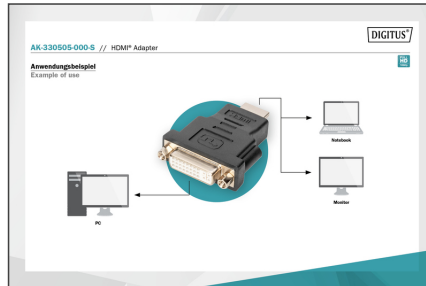 DIGITUS®
AK-330505-000-S // HDMI® Adapter
Anwendungsbeispiel
Example of use
HD
Notebook
Monitor
PC